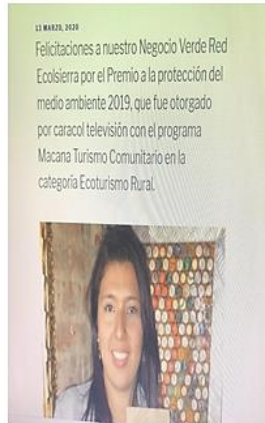 13 MARZO, 2020
Felicitaciones a nuestro Negocio Verde Red
Ecolsierra por el Premio a la protección del
medio ambiente 2019, que fue otorgado
por caracol televisión con el programa
Macana Turismo Comunitario en la
categoría Ecoturismo Rural.